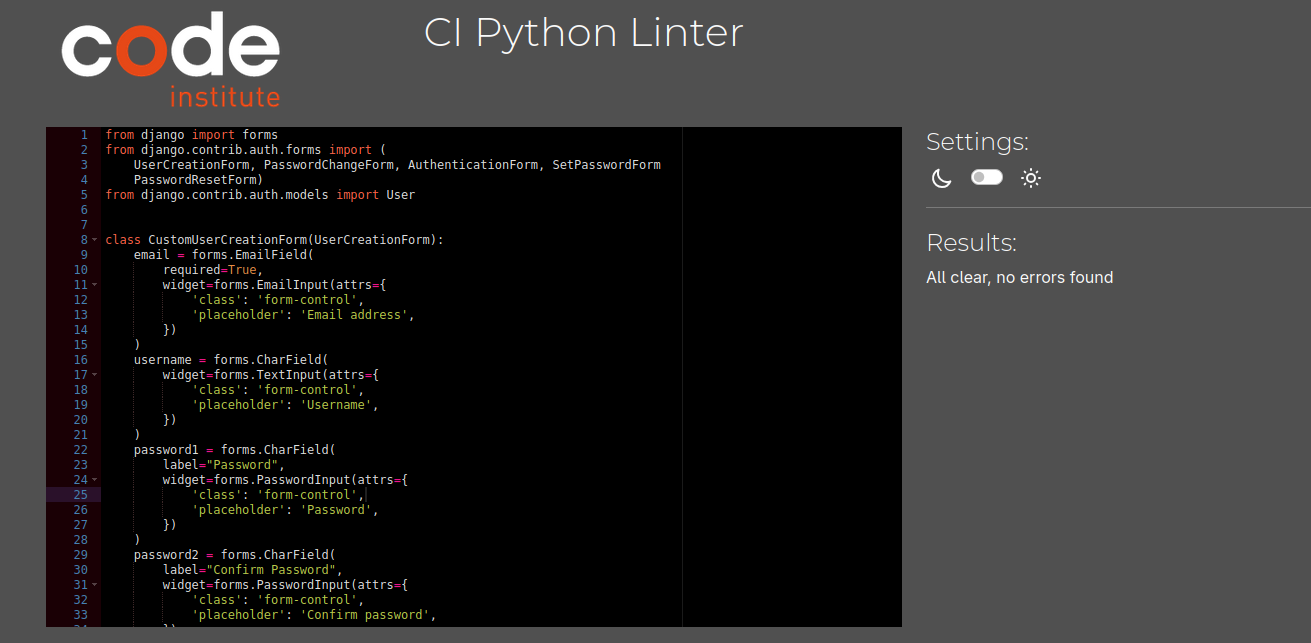 code
institute
CI Python Linter
1 from django import forms
2 from django.contrib.auth.forms import (
3     UserCreationForm, PasswordChangeForm, AuthenticationForm, SetPasswordForm
4     PasswordResetForm)
5 from django.contrib.auth.models import User
6
7
8 class CustomUserCreationForm(UserCreationForm):
9     email = forms.EmailField(
10         required=True,
11         widget=forms.EmailInput(attrs={
12             'class': 'form-control',
13             'placeholder': 'Email address',
14         })
15     )
16     username = forms.CharField(
17         widget=forms.TextInput(attrs={
18             'class': 'form-control',
19             'placeholder': 'Username',
20         })
21     )
22     password1 = forms.CharField(
23         label="Password",
24         widget=forms.PasswordInput(attrs={
25             'class': 'form-control',
26             'placeholder': 'Password',
27         })
28     )
29     password2 = forms.CharField(
30         label="Confirm Password",
31         widget=forms.PasswordInput(attrs={
32             'class': 'form-control',
33             'placeholder': 'Confirm password',
Settings:
Results:
All clear, no errors found